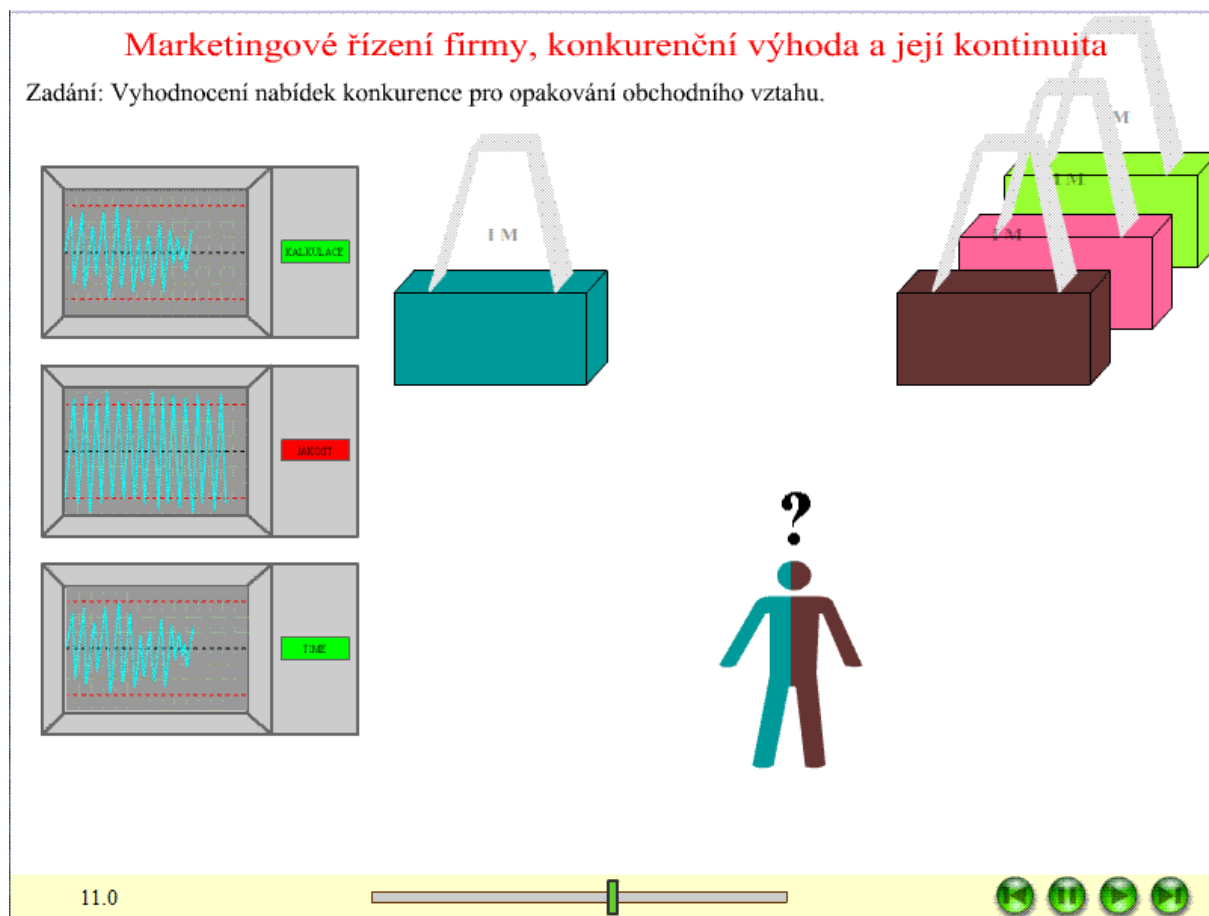 Marketingové řízení firmy, konkurenční výhoda a její kontinuita
Zadání: Vyhodnocení nabídek konkurence pro opakování obchodního vztahu.
I M
M
I M
I M
KALKULACE
JAKOST
?
TIME
11.0